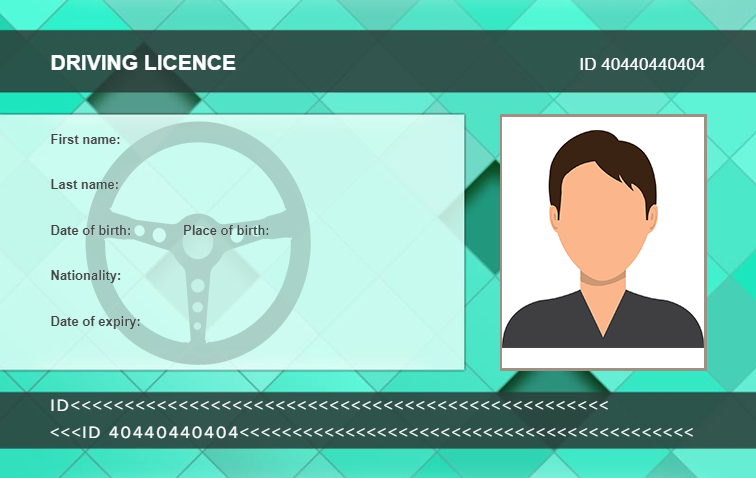 DRIVING LICENCE
ID 40440440404
First name:
Last name:
Date of birth: Place of birth:
Nationality:
Date of expiry:
ID<<<<<<<<<<<<<<<<<<<<<<<<<<<<<<<<<<<<<<<<<<<<<<<<<<
<<<ID 40440440404<<<<<<<<<<<<<<<<<<<<<<<<<<<<<<<<<<<<<<<<<<